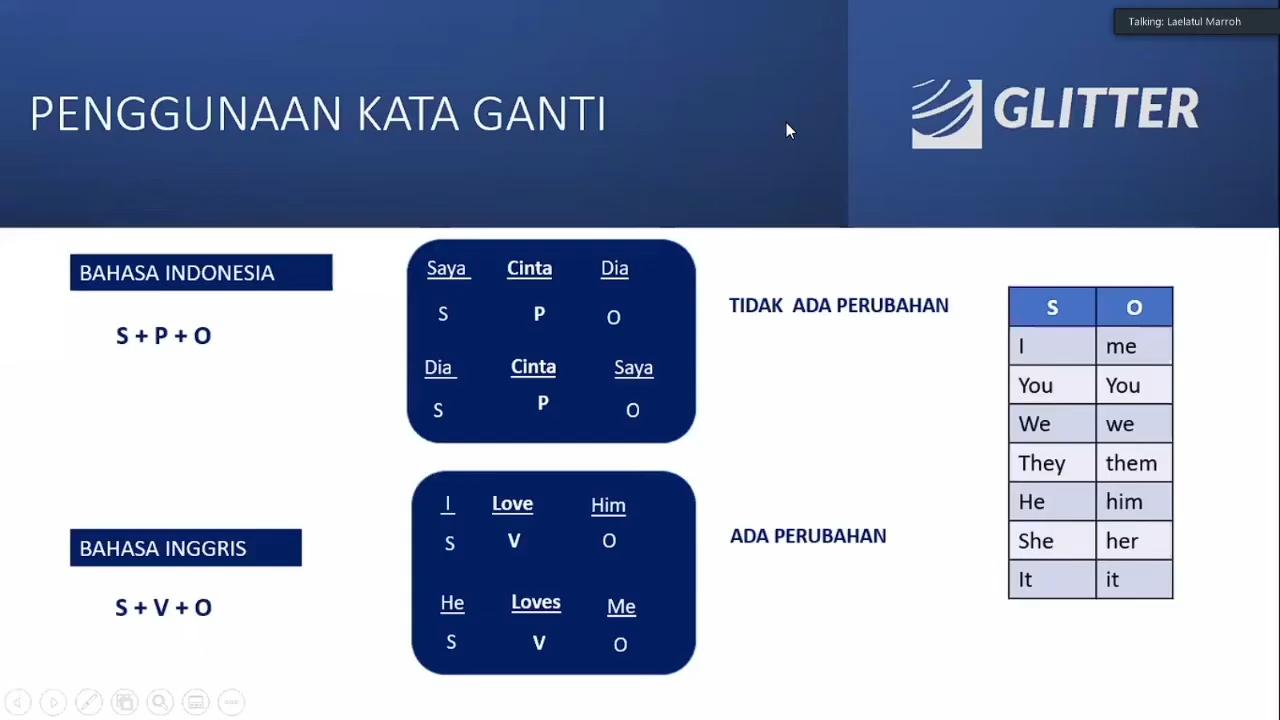 Talking: Laelatul Marroh
PENGGUNAAN KATA GANTI
GLITTER
BAHASA INDONESIA
S + P + O
Saya Cinta Dia
S P O
Dia Cinta Saya
S P O
TIDAK ADA PERUBAHAN
BAHASA INGGRIS
S + V + O
I Love Him
S V O
He Loves Me
S V O
ADA PERUBAHAN
S O
I me
You You
We we
They them
He him
She her
It it